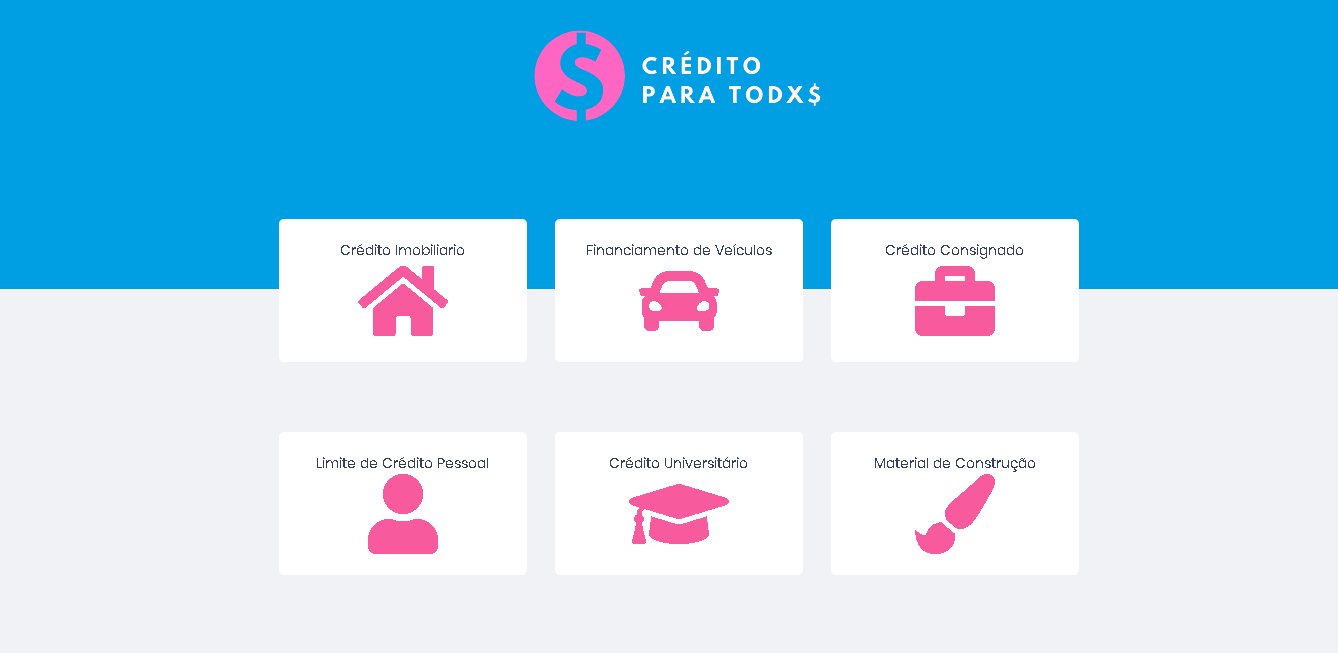 CRÉDITO
PARA TODX$
Crédito Imobiliario
Financiamento de Veículos
Crédito Consignado
Limite de Crédito Pessoal
Crédito Universitário
Material de Construção